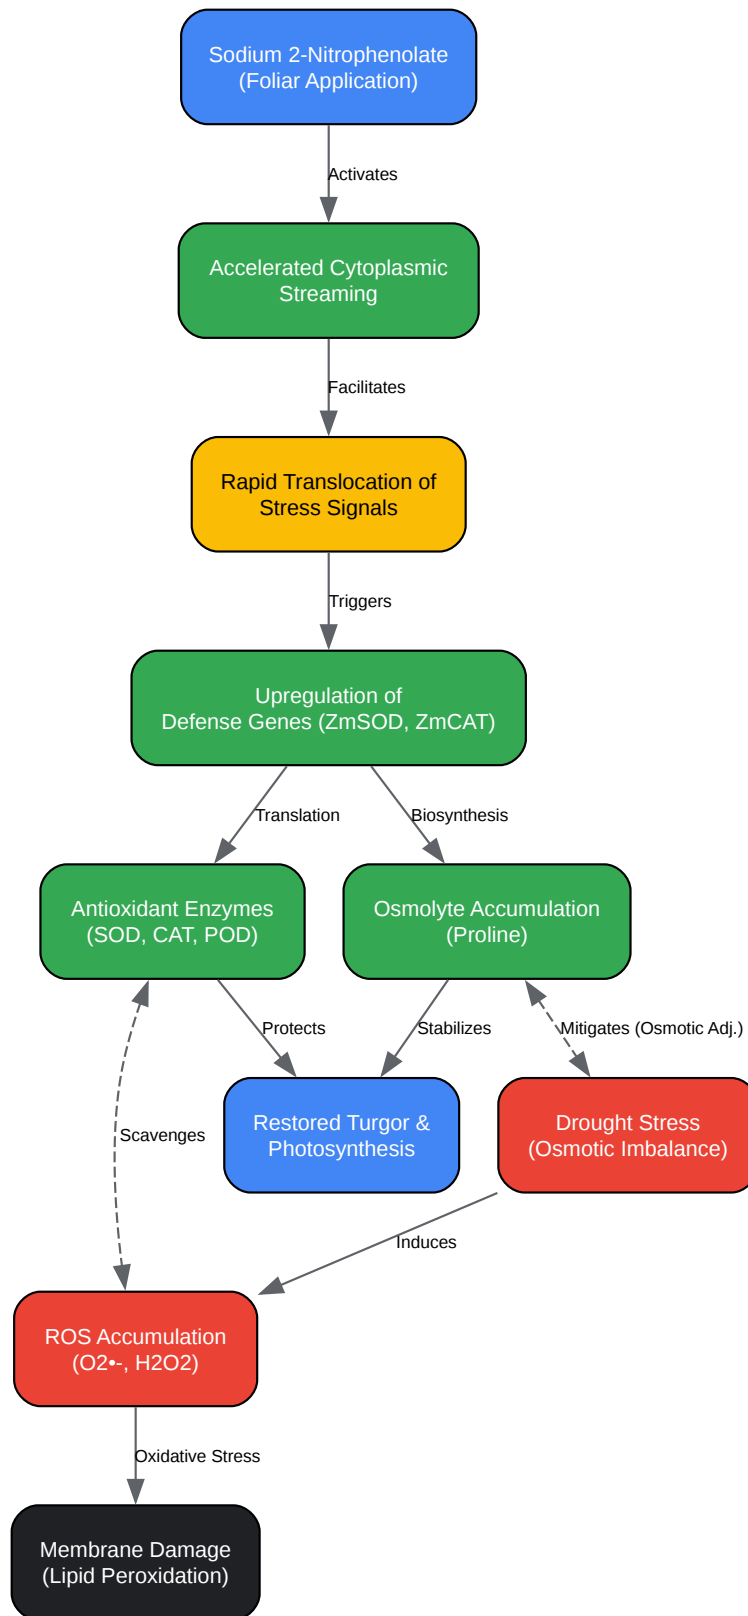 Sodium 2-Nitrophenolate
(Foliar Application)
Activates
Accelerated Cytoplasmic
Streaming
Facilitates
Rapid Translocation of
Stress Signals
Triggers
Upregulation of
Defense Genes (ZmSOD, ZmCAT)
Translation
Biosynthesis
Antioxidant Enzymes
(SOD, CAT, POD)
Osmolyte Accumulation
(Proline)
Protects
Stabilizes
Mitigates (Osmotic Adj.)
Scavenges
Restored Turgor &
Photosynthesis
Drought Stress
(Osmotic Imbalance)
Induces
ROS Accumulation
(O2•-, H2O2)
Oxidative Stress
Membrane Damage
(Lipid Peroxidation)